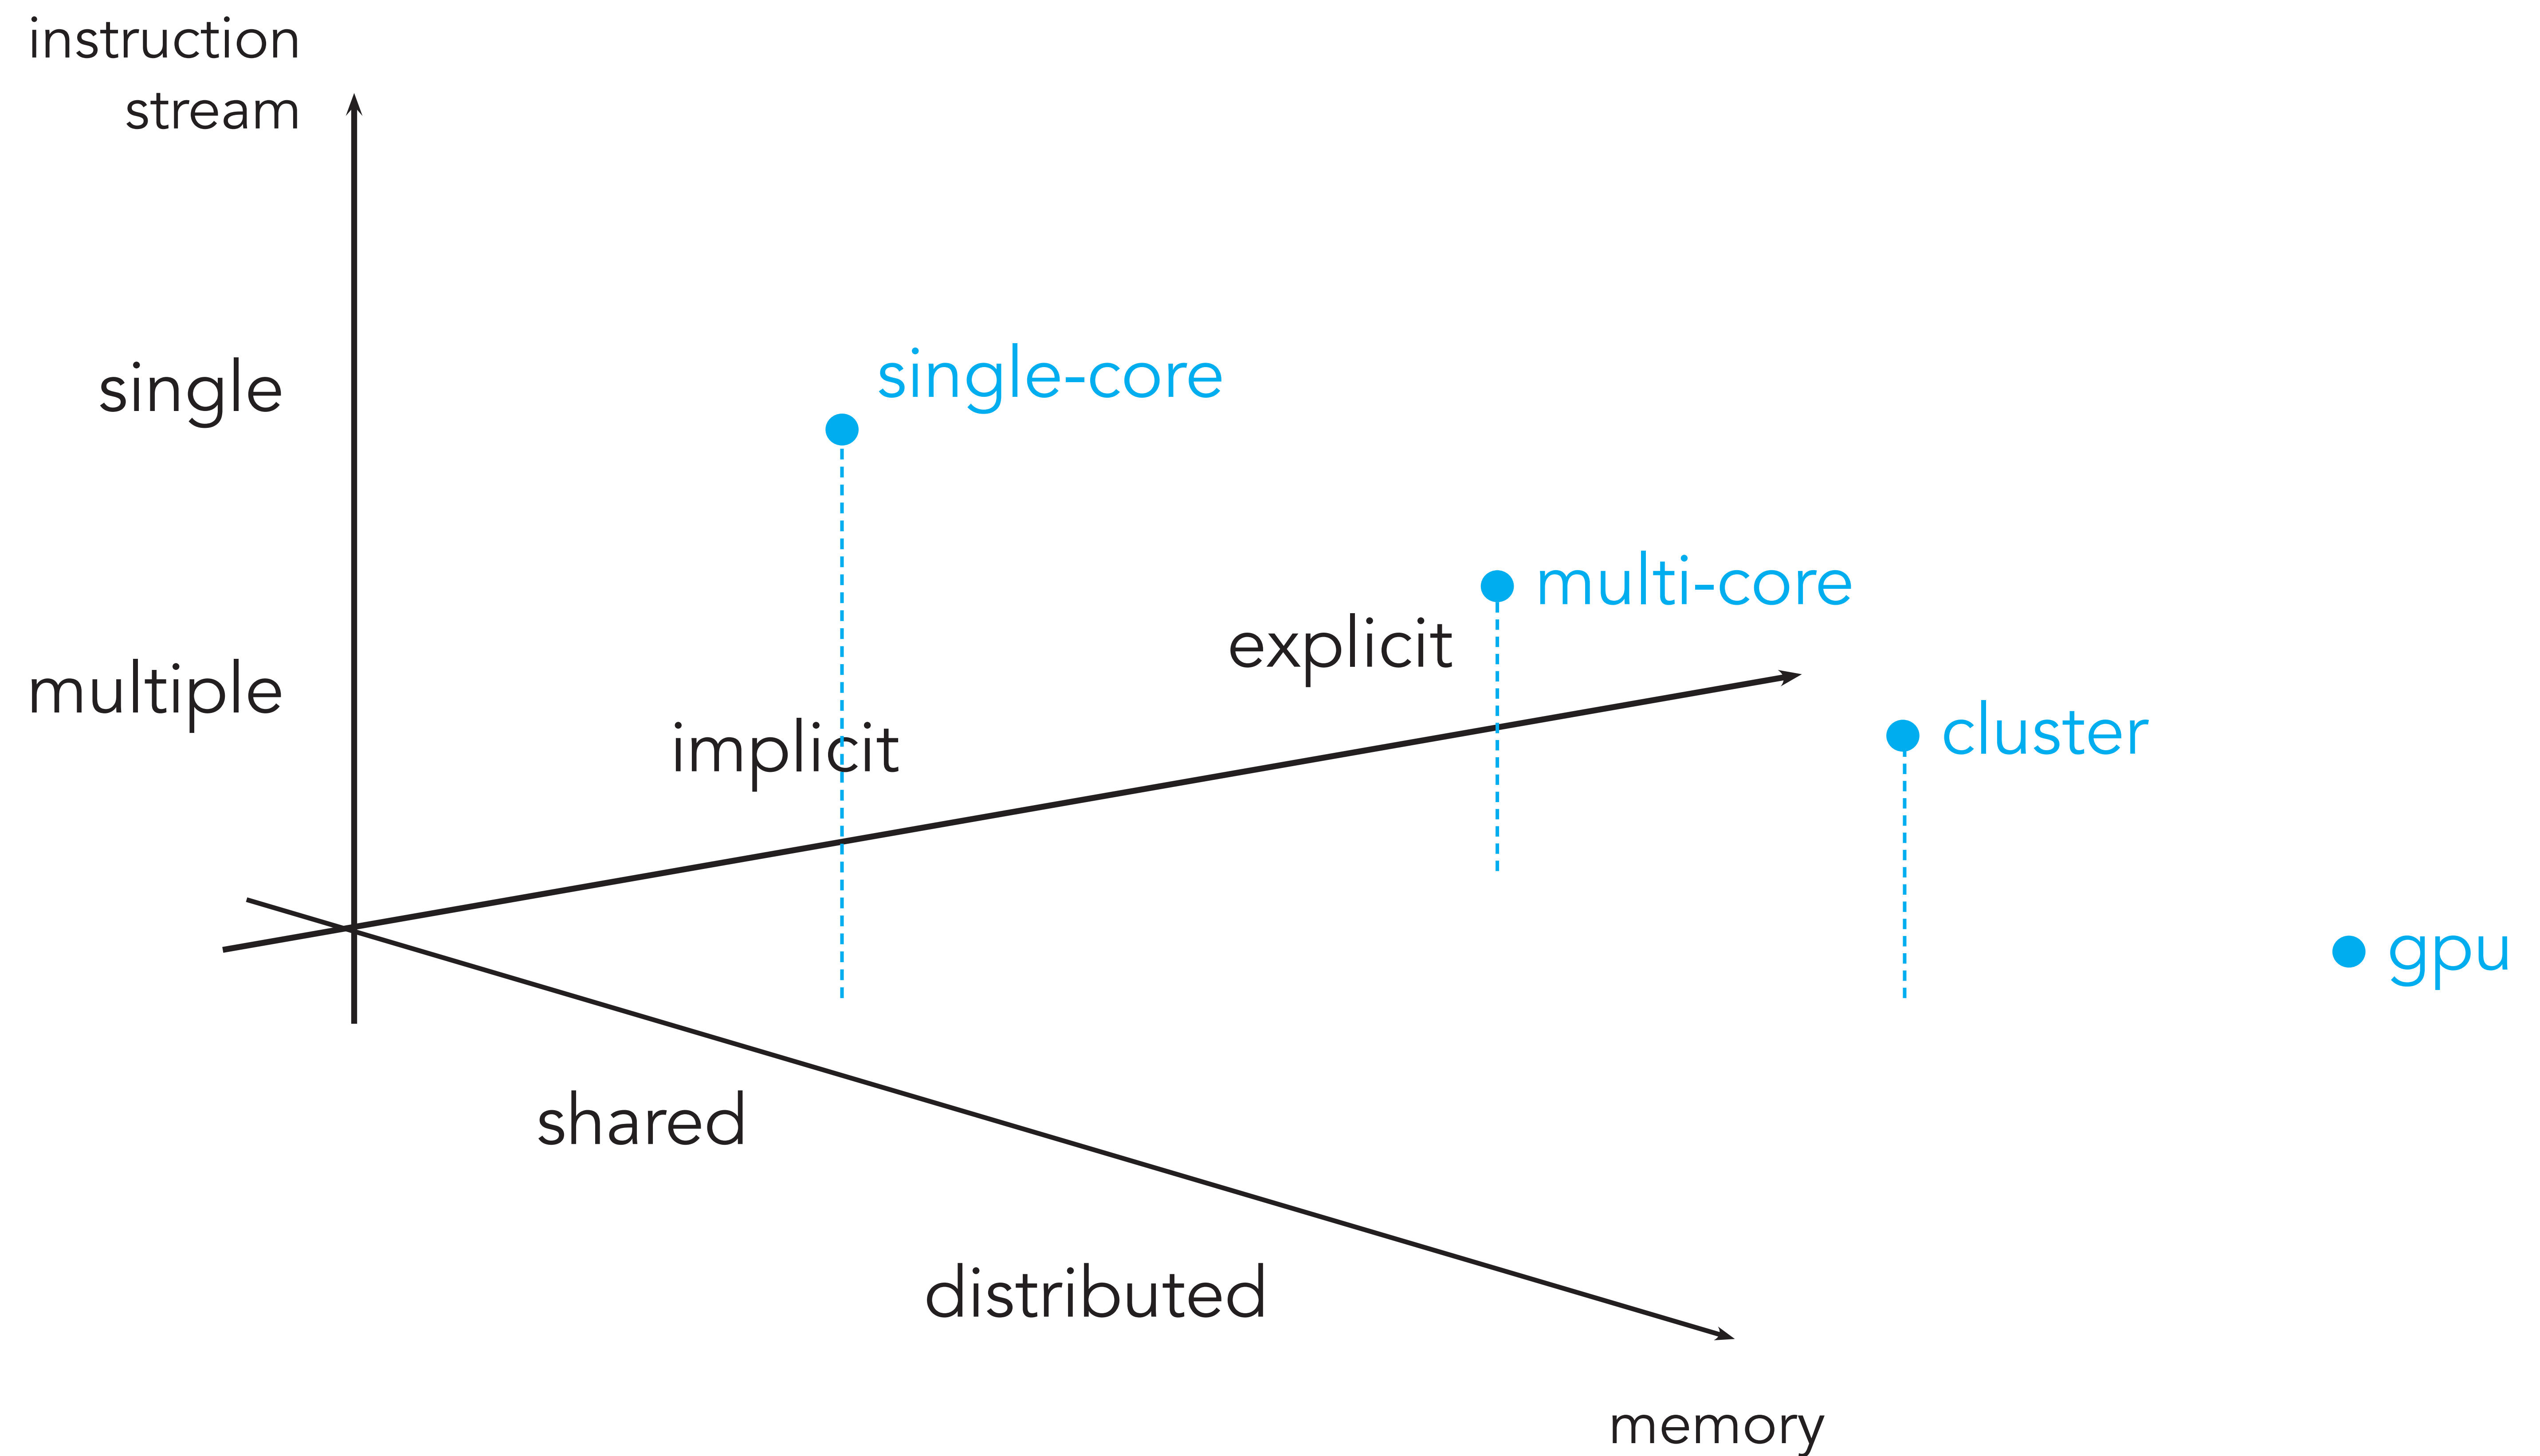 instruction
stream
single
single-core
multi-core
explicit
multiple
implicit
cluster
gpu
shared
distributed
memory